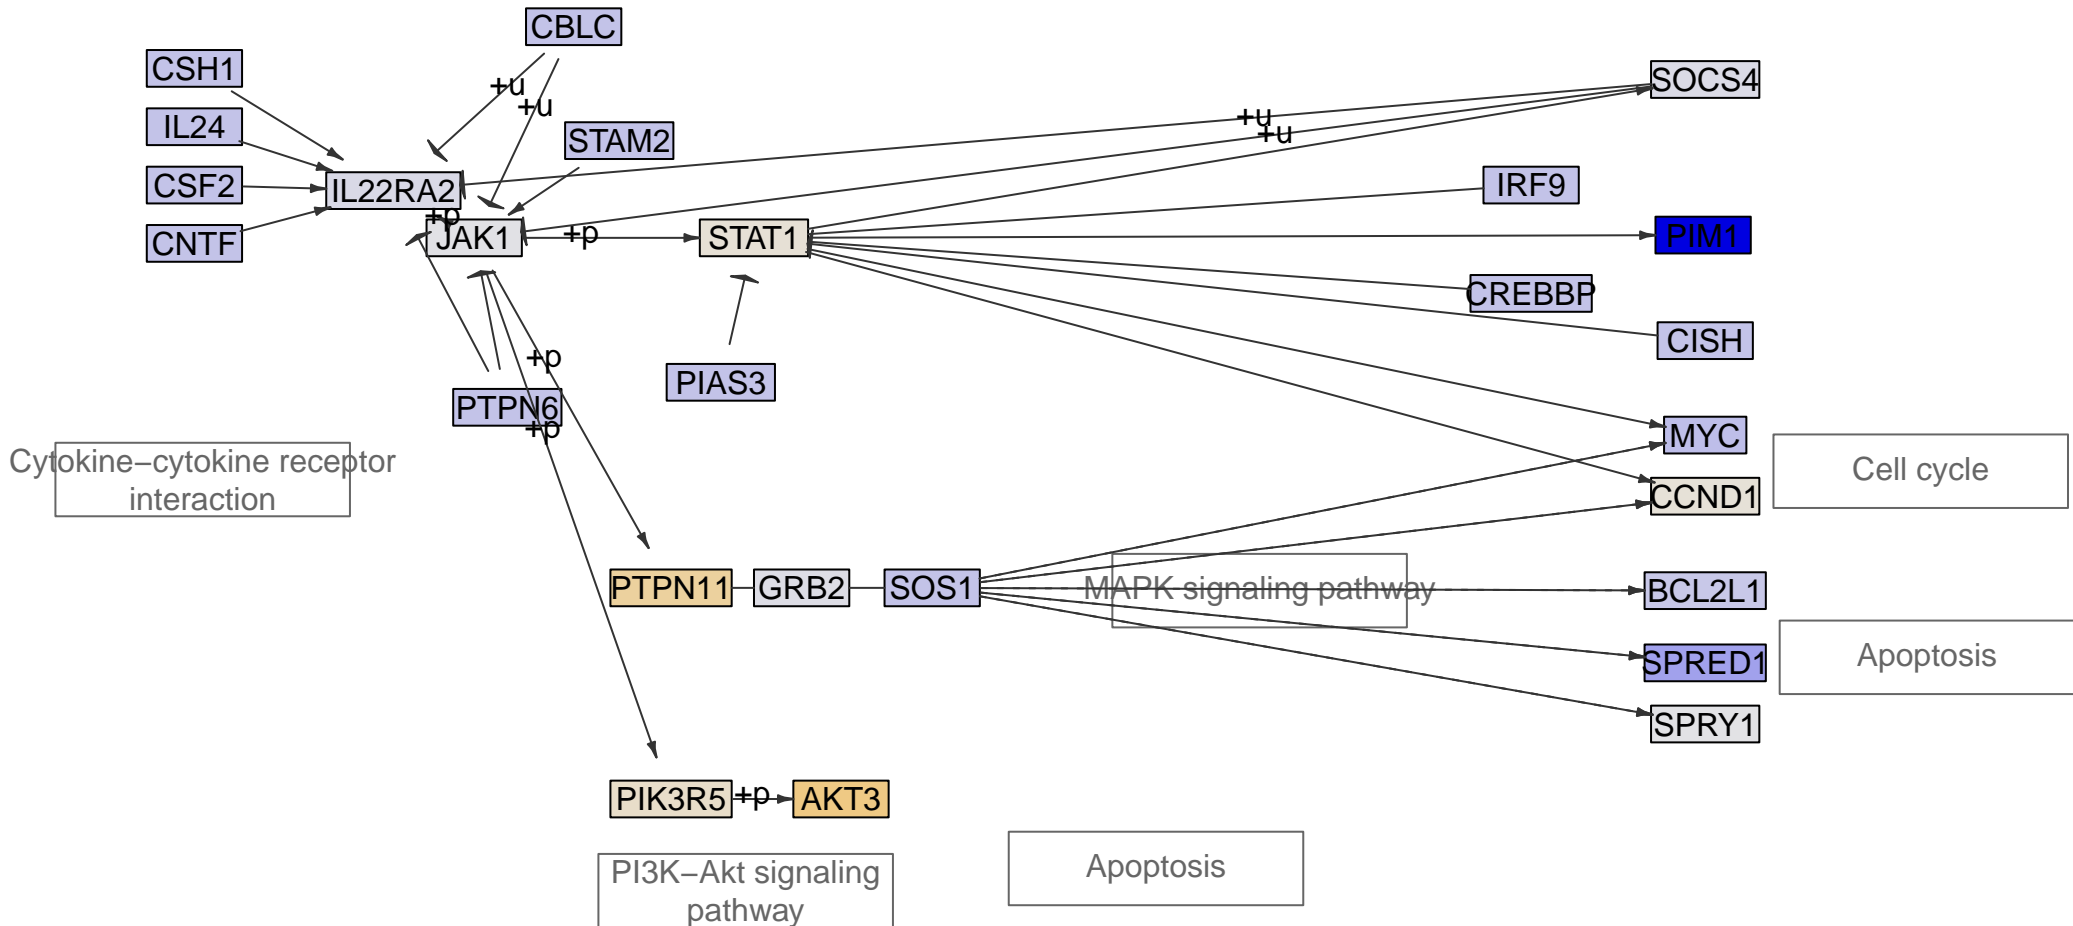 CBLC
CSH1
+u
SOCS4
+u
+u
IL24
STAM2
+u
CSF2
IL22RA2
IRF9
+p
CNTF
JAK1
+p
STAT1
PIM1
CREBBP
CISH
+p
PIAS3
PTPN6
+p
MYC
Cytokine–cytokine receptor
interaction
Cell cycle
CCND1
PTPN11
GRB2
SOS1
MAPK signaling pathway
BCL2L1
SPRED1
Apoptosis
SPRY1
PIK3R5
+p
AKT3
Apoptosis
PI3K–Akt signaling
pathway